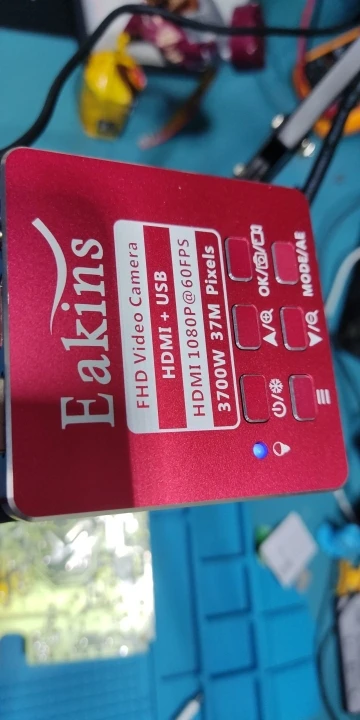 Eakins
FHD Video Camera
HDMI + USB
HDMI 1080P@60FPS
3700W 37M Pixels
OK/
MODE/AE